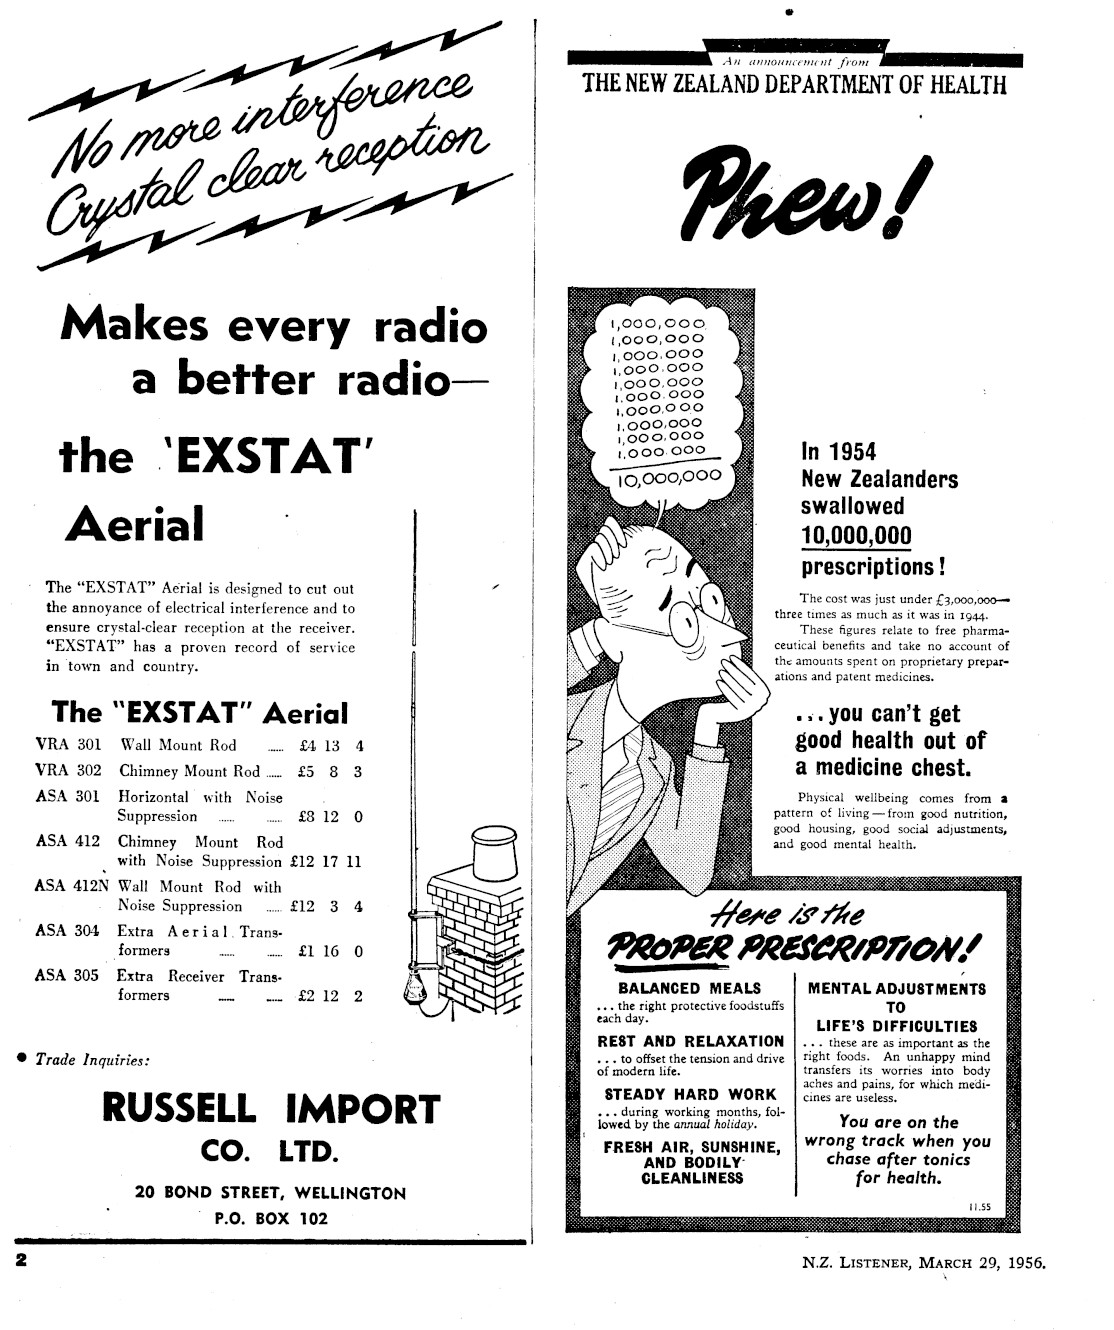 No more interference
Crystal clear reception
Makes every radio
a better radio—
the 'EXSTAT'
Aerial
The "EXSTAT" Aerial is designed to cut out
the annoyance of electrical interference and to
ensure crystal-clear reception at the receiver.
"EXSTAT" has a proven record of service
in town and country.
The "EXSTAT" Aerial
VRA 301 Wall Mount Rod ...... £4 13 4
VRA 302 Chimney Mount Rod ...... £5 8 3
ASA 301 Horizontal with Noise
Suppression ...... ...... £8 12 0
ASA 412 Chimney Mount Rod
with Noise Suppression £12 17 11
ASA 412N Wall Mount Rod with
Noise Suppression ...... £12 3 4
ASA 304 Extra Aerial Trans-
formers ...... ...... £1 16 0
ASA 305 Extra Receiver Trans-
formers ...... ...... £2 12 2
● Trade Inquiries:
RUSSELL IMPORT
CO. LTD.
20 BOND STREET, WELLINGTON
P.O. BOX 102
An announcement from
THE NEW ZEALAND DEPARTMENT OF HEALTH
Phew!
1,000,000
1,000,000
1,000,000
1,000,000
1,000,000
1,000,000
1,000,000
1,000,000
1,000,000
1,000,000
10,000,000
In 1954
New Zealanders
swallowed
10,000,000
prescriptions!
The cost was just under £3,000,000—
three times as much as it was in 1944.
These figures relate to free pharma-
ceutical benefits and take no account of
the amounts spent on proprietary prepar-
ations and patent medicines.
... you can't get
good health out of
a medicine chest.
Physical wellbeing comes from a
pattern of living—from good nutrition,
good housing, good social adjustments,
and good mental health.
Here is the
PROPER PRESCRIPTION!
BALANCED MEALS
... the right protective foodstuffs
each day.
REST AND RELAXATION
... to offset the tension and drive
of modern life.
STEADY HARD WORK
... during working months, fol-
lowed by the annual holiday.
FRESH AIR, SUNSHINE,
AND BODILY
CLEANLINESS
MENTAL ADJUSTMENTS
TO
LIFE'S DIFFICULTIES
... these are as important as the
right foods. An unhappy mind
transfers its worries into body
aches and pains, for which medi-
cines are useless.
You are on the
wrong track when you
chase after tonics
for health.
11.55
2
N.Z. LISTENER, MARCH 29, 1956.